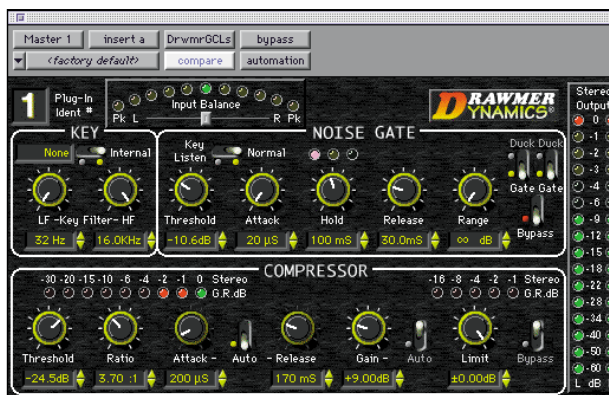 Master 1 insert a DrwmrGCLs bypass
<factory default> compare automation
1 Plug-In Ident #
Input Balance
Pk L R Pk
DRAWMER DYNAMICS®
Stereo Output
KEY
None Internal
LF -Key Filter- HF
32 Hz 16.0KHz
NOISE GATE
Key Listen Normal
Duck Duck
Gate Gate
Threshold Attack Hold Release Range Bypass
-10.6dB 20 µS 100 mS 30.0mS ∞ dB
COMPRESSOR
-30 -20 -15 -10 -6 -4 -2 -1 0 Stereo G.R.dB
-16 -8 -4 -2 -1 Stereo G.R.dB
Threshold Ratio Attack - Auto - Release Gain - Auto Limit Bypass
-24.5dB 3.70 :1 200 µS 170 mS +9.00dB ±0.00dB
0
-1
-2
-3
-4
-6
-9
-12
-15
-18
-22
-28
-34
-40
-50
-60
L dB